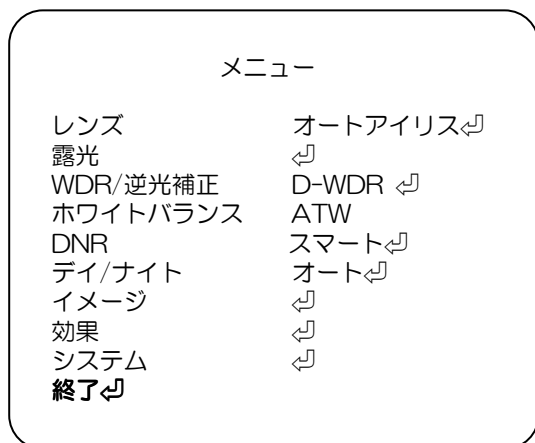 メニュー
レンズ オートアイリス⏎
露光 ⏎
WDR/逆光補正 D-WDR ⏎
ホワイトバランス ATW
DNR スマート⏎
デイ/ナイト オート⏎
イメージ ⏎
効果 ⏎
システム ⏎
終了⏎